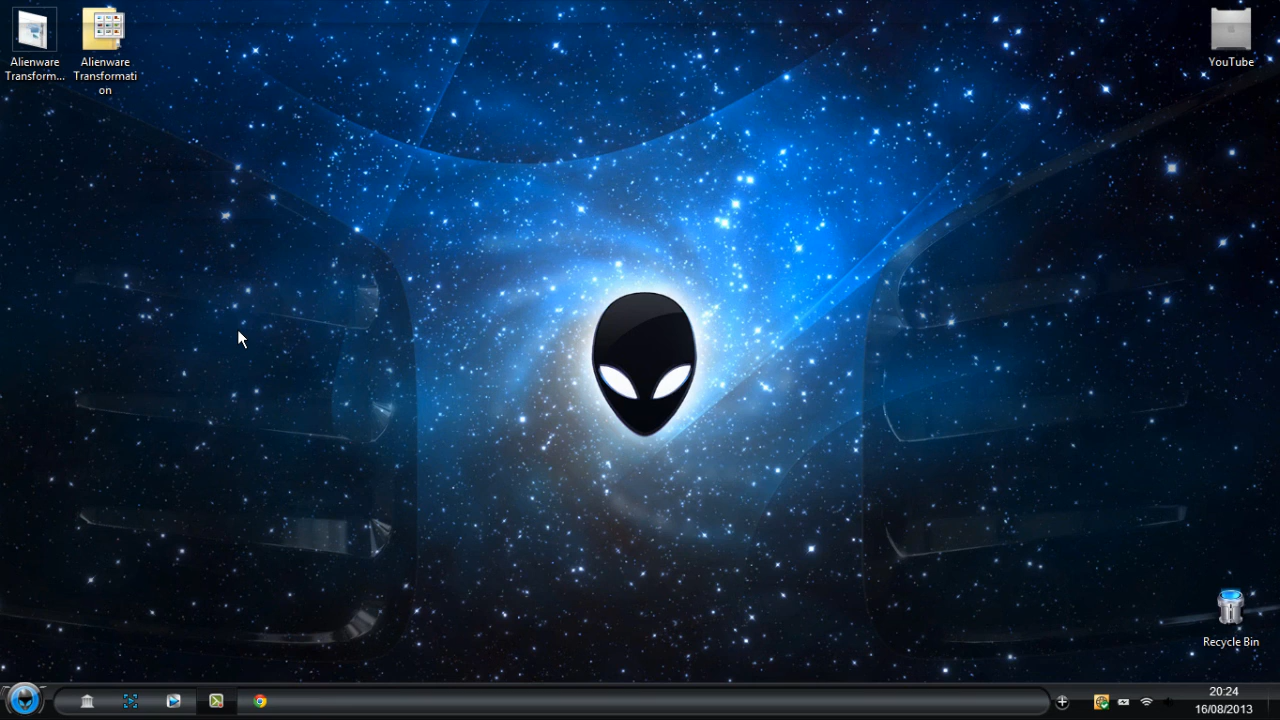 Alienware
Transform...
Alienware
Transformati
on
YouTube
Recycle Bin
20:24
16/08/2013